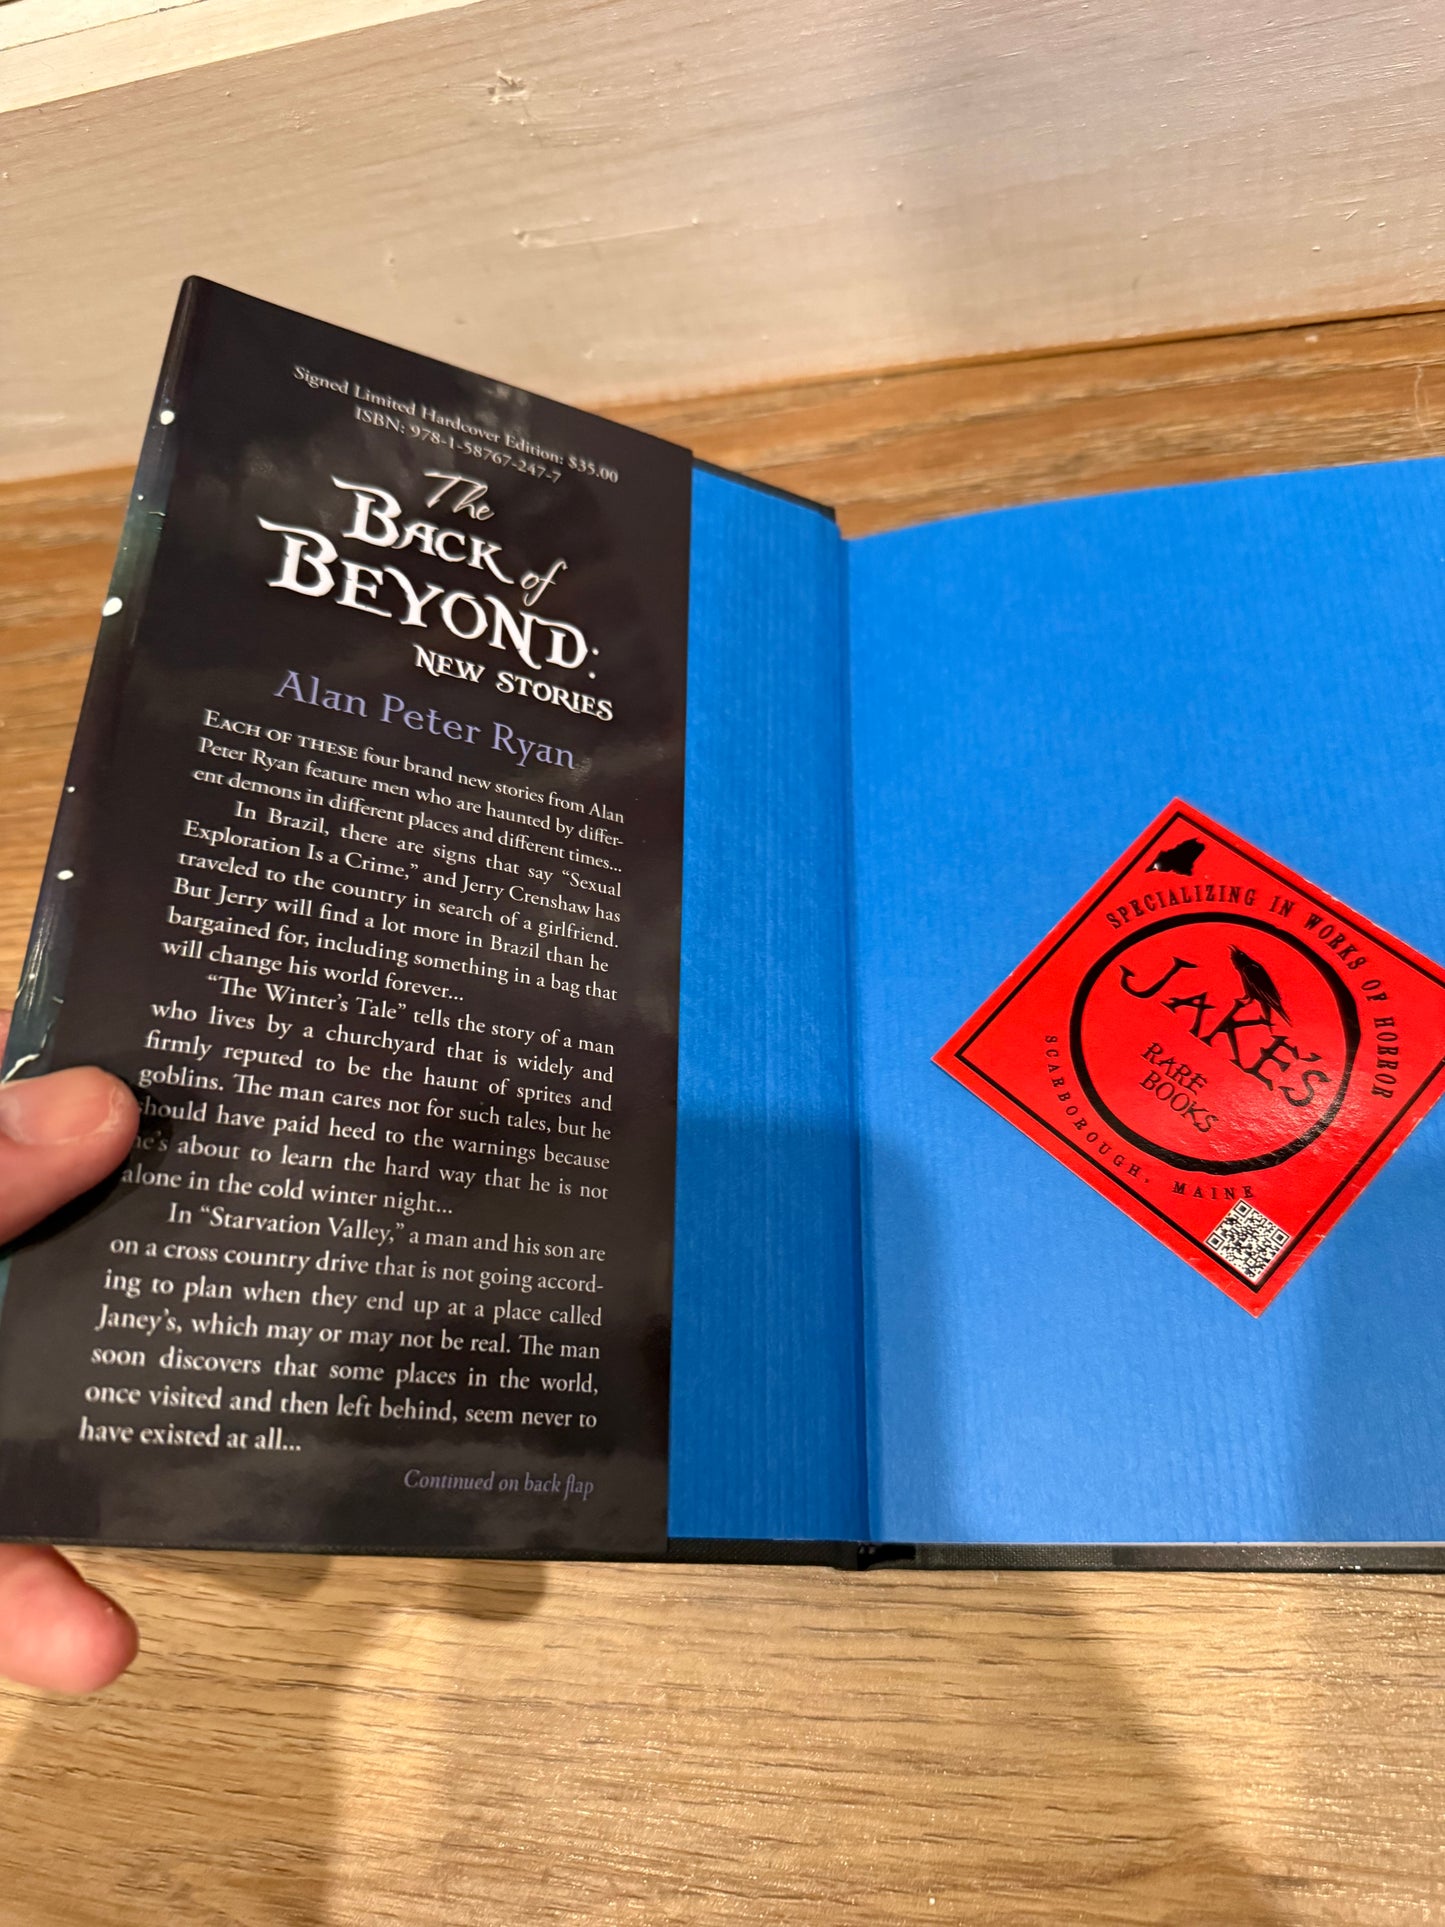 Signed Limited Hardcover Edition: $35.00
ISBN: 978-1-58767-247-7
The
BACK of
BEYOND:
NEW STORIES
Alan Peter Ryan
EACH OF THESE four brand new stories from Alan
Peter Ryan feature men who are haunted by differ-
ent demons in different places and different times...
In Brazil, there are signs that say “Sexual
Exploration Is a Crime,” and Jerry Crenshaw has
traveled to the country in search of a girlfriend.
But Jerry will find a lot more in Brazil than he
bargained for, including something in a bag that
will change his world forever...
“The Winter’s Tale” tells the story of a man
who lives by a churchyard that is widely and
firmly reputed to be the haunt of sprites and
goblins. The man cares not for such tales, but he
should have paid heed to the warnings because
he’s about to learn the hard way that he is not
alone in the cold winter night...
In “Starvation Valley,” a man and his son are
on a cross country drive that is not going accord-
ing to plan when they end up at a place called
Janey’s, which may or may not be real. The man
soon discovers that some places in the world,
once visited and then left behind, seem never to
have existed at all...
Continued on back flap
SPECIALIZING IN WORKS OF HORROR
JAKE'S
RARE
BOOKS
SCARBOROUGH, MAINE